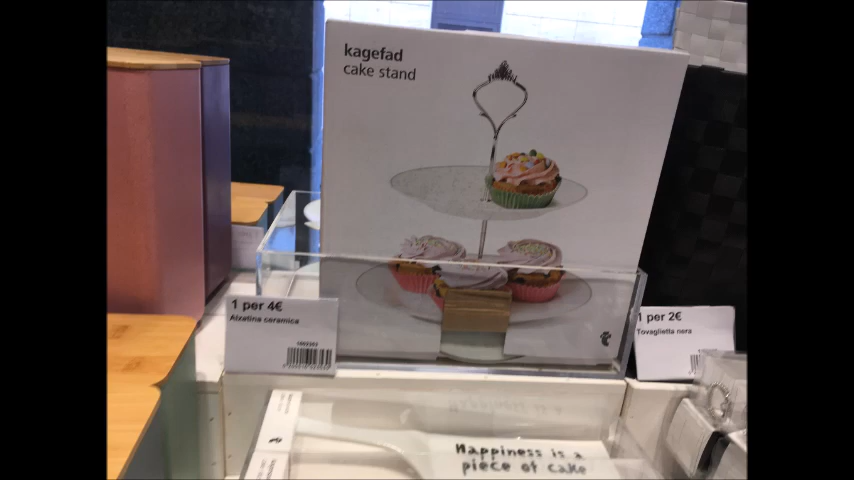 kagefad
cake stand
1 per 4€
Alzatina ceramica
1 per 2€
Tovaglietta nera
Happiness is a
piece of cake